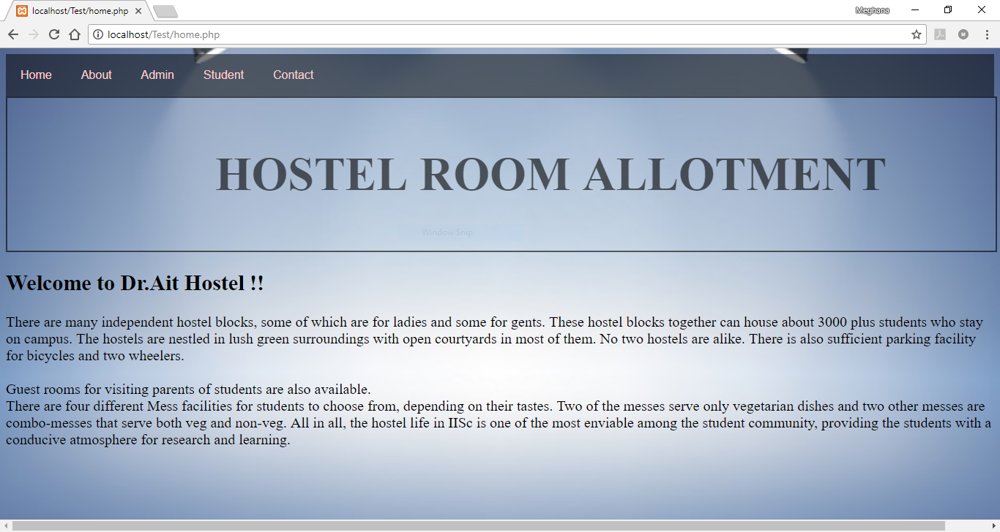 localhost/Test/home.php
Meghana
localhost/Test/home.php
Home About Admin Student Contact
HOSTEL ROOM ALLOTMENT
Window Snip
Welcome to Dr.Ait Hostel !!
There are many independent hostel blocks, some of which are for ladies and some for gents. These hostel blocks together can house about 3000 plus students who stay
on campus. The hostels are nestled in lush green surroundings with open courtyards in most of them. No two hostels are alike. There is also sufficient parking facility
for bicycles and two wheelers.
Guest rooms for visiting parents of students are also available.
There are four different Mess facilities for students to choose from, depending on their tastes. Two of the messes serve only vegetarian dishes and two other messes are
combo-messes that serve both veg and non-veg. All in all, the hostel life in IISc is one of the most enviable among the student community, providing the students with a
conducive atmosphere for research and learning.